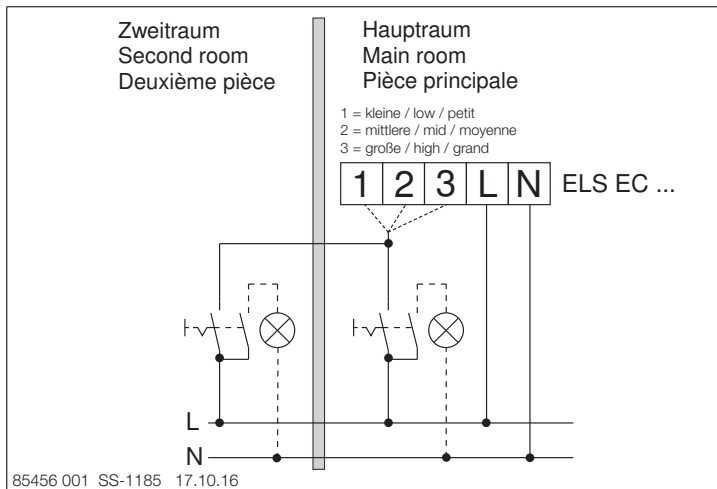 Zweitraum
Second room
Deuxième pièce
Hauptraum
Main room
Pièce principale
1 = kleine / low / petit
2 = mittlere / mid / moyenne
3 = große / high / grand
1 2 3 L N ELS EC ...
L
N
85456 001 SS-1185 17.10.16